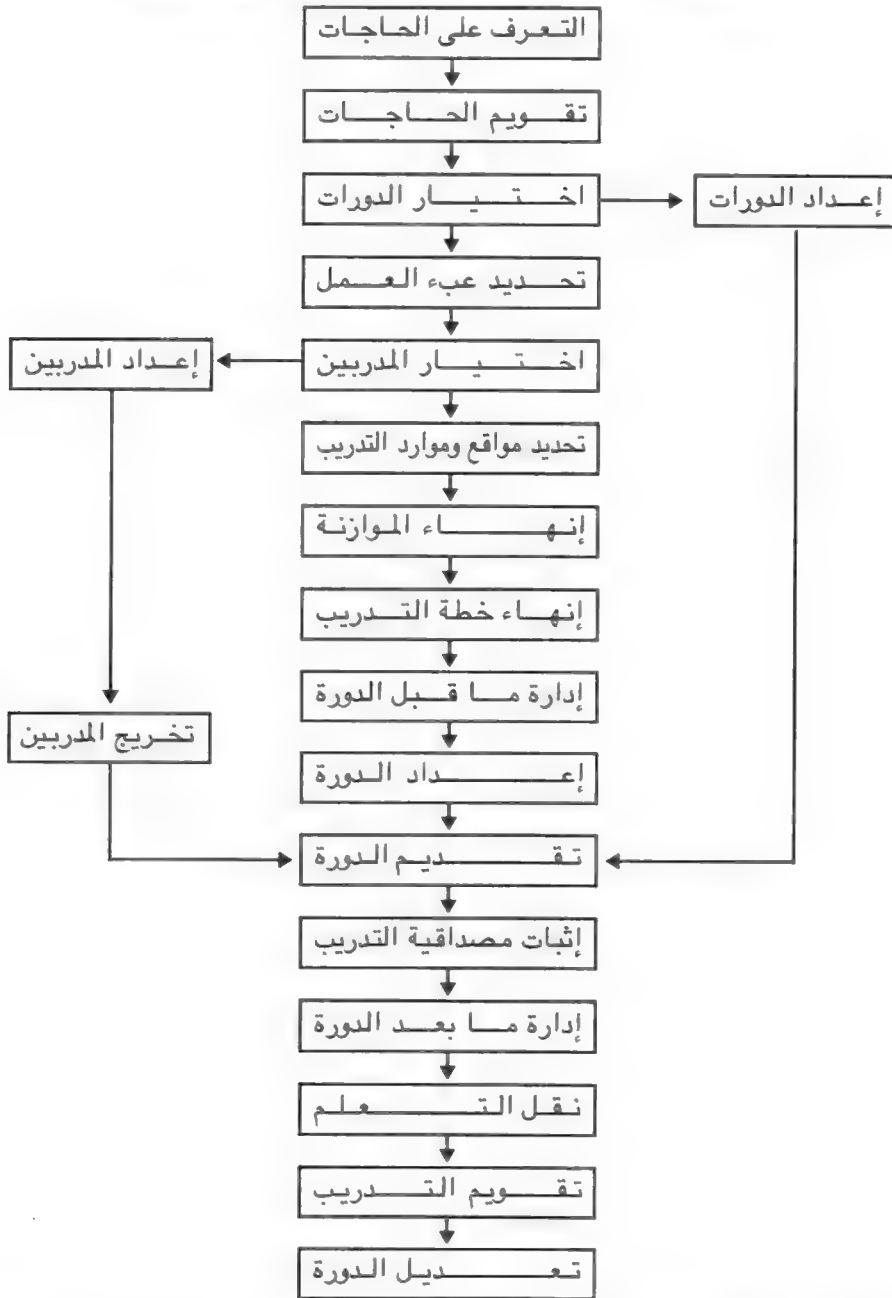 التعرف على الحاجات
تقويم الحاجات
اختيار الدورات
إعداد الدورات
تحديد عبء العمل
اختيار المدربين
إعداد المدربين
تحديد مواقع وموارد التدريب
إنهاء الموازنة
إنهاء خطة التدريب
إدارة ما قبل الدورة
تخريج المدربين
إعداد الدورة
تقديم الدورة
إثبات مصداقية التدريب
إدارة ما بعد الدورة
نقل التعلم
تقويم التدريب
تعديل الدورة